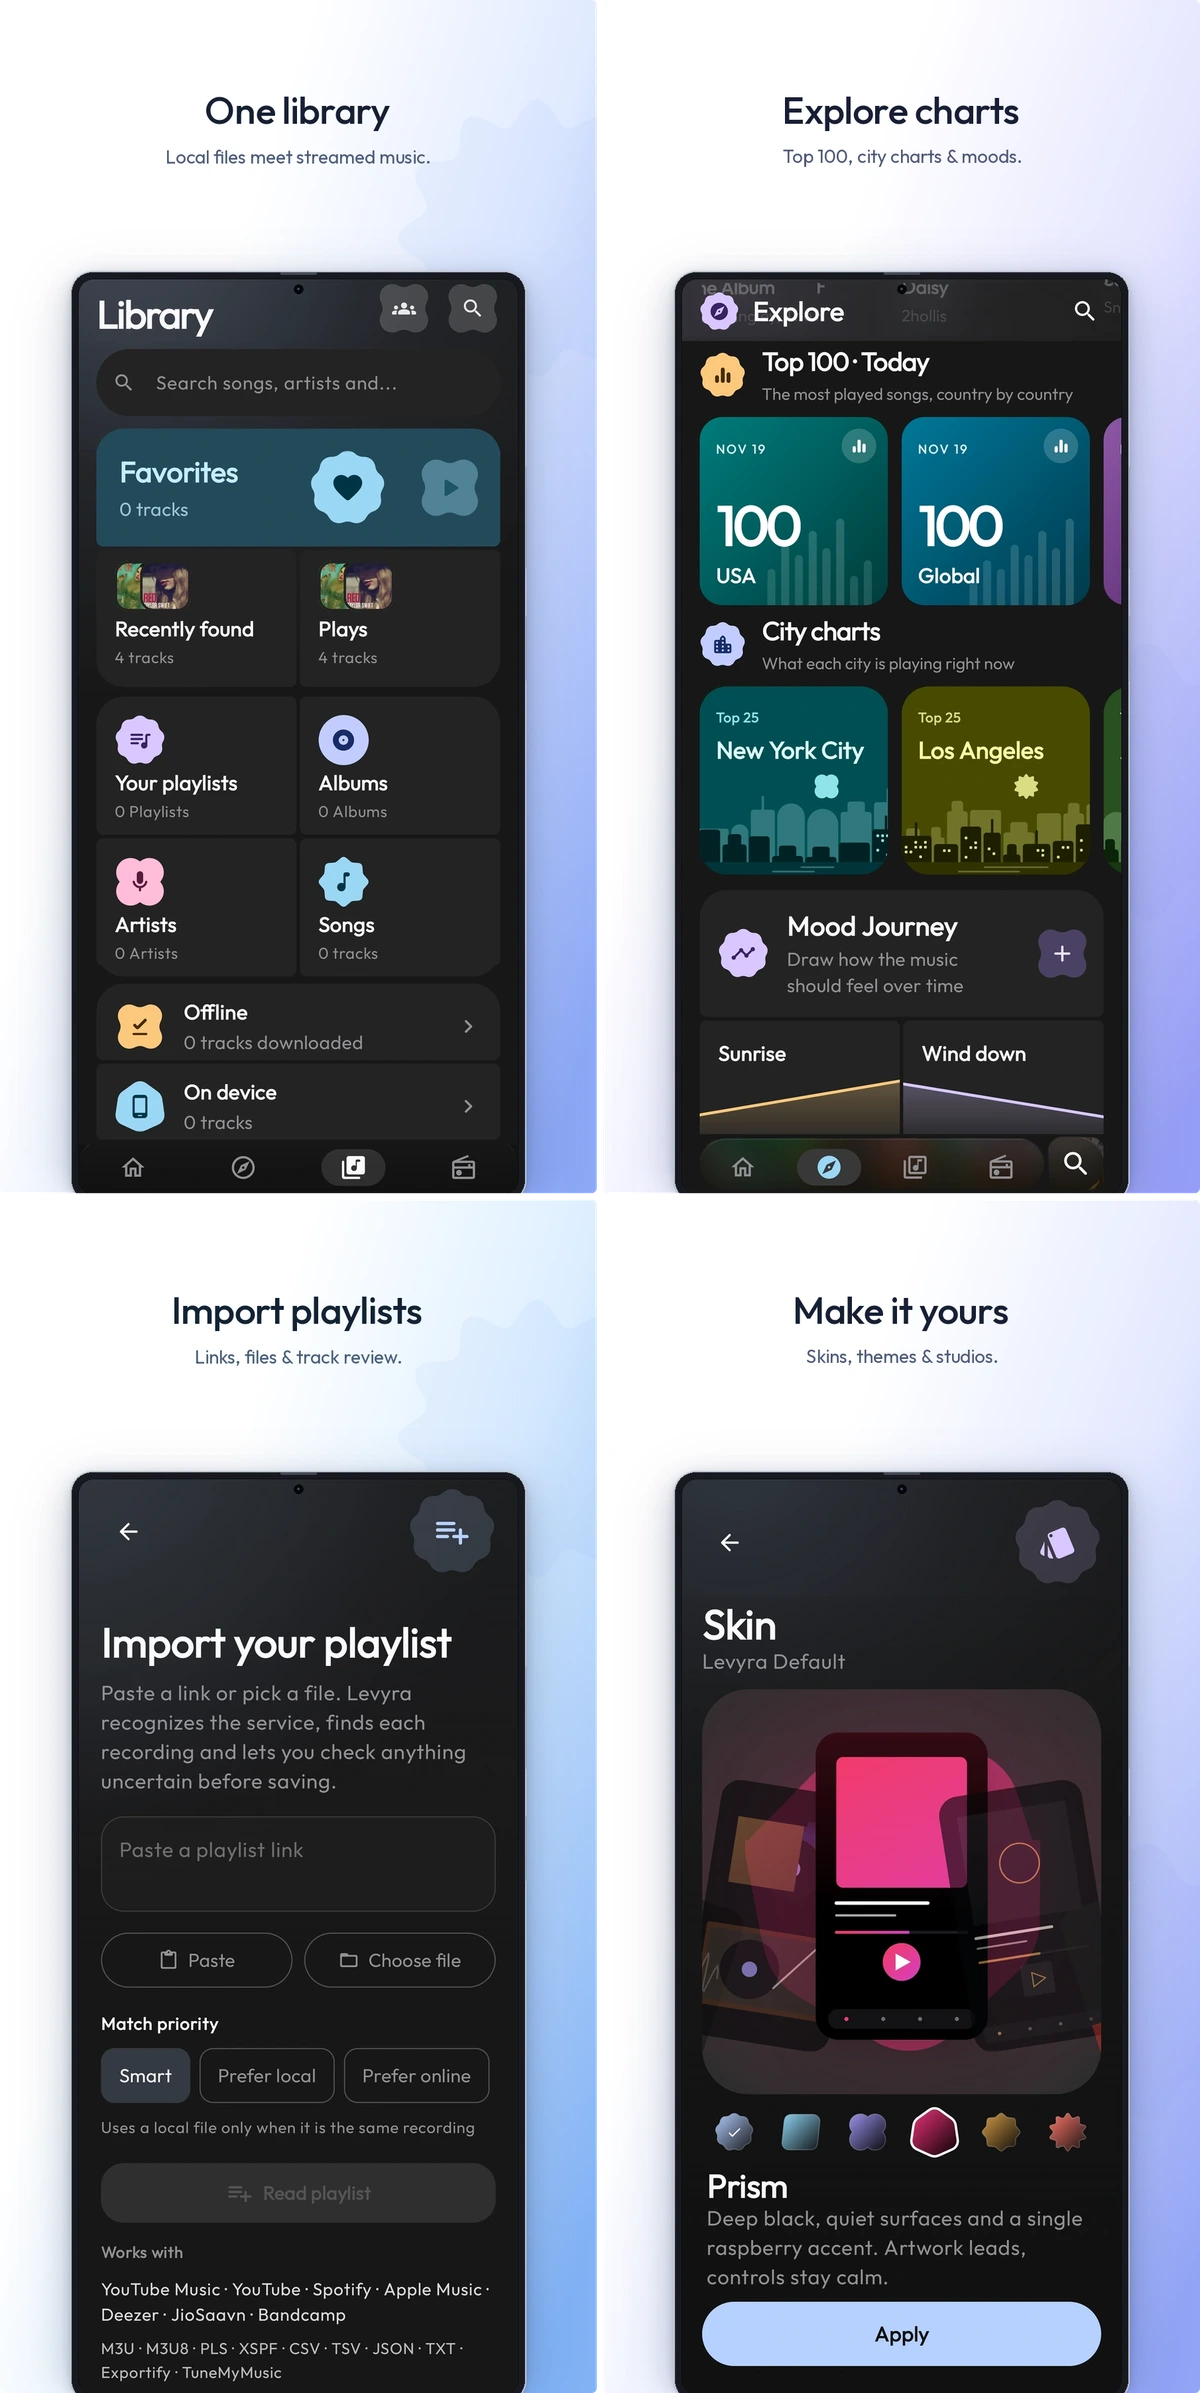 One library
Local files meet streamed music.
Library
Search songs, artists and...
Favorites
0 tracks
Recently found
4 tracks
Plays
4 tracks
Your playlists
0 Playlists
Albums
0 Albums
Artists
0 Artists
Songs
0 tracks
Offline
0 tracks downloaded
On device
0 tracks
Explore charts
Top 100, city charts & moods.
Album
Daisy
Explore
2hollis
Top 100 · Today
The most played songs, country by country
NOV 19
100
USA
NOV 19
100
Global
City charts
What each city is playing right now
Top 25
New York City
Top 25
Los Angeles
Mood Journey
Draw how the music
should feel over time
Sunrise
Wind down
Import playlists
Links, files & track review.
Import your playlist
Paste a link or pick a file. Levyra
recognizes the service, finds each
recording and lets you check anything
uncertain before saving.
Paste a playlist link
Paste
Choose file
Match priority
Smart
Prefer local
Prefer online
Uses a local file only when it is the same recording
Read playlist
Works with
YouTube Music · YouTube · Spotify · Apple Music ·
Deezer · JioSaavn · Bandcamp
M3U · M3U8 · PLS · XSPF · CSV · TSV · JSON · TXT ·
Exportify · TuneMyMusic
Make it yours
Skins, themes & studios.
Skin
Levyra Default
Prism
Deep black, quiet surfaces and a single
raspberry accent. Artwork leads,
controls stay calm.
Apply